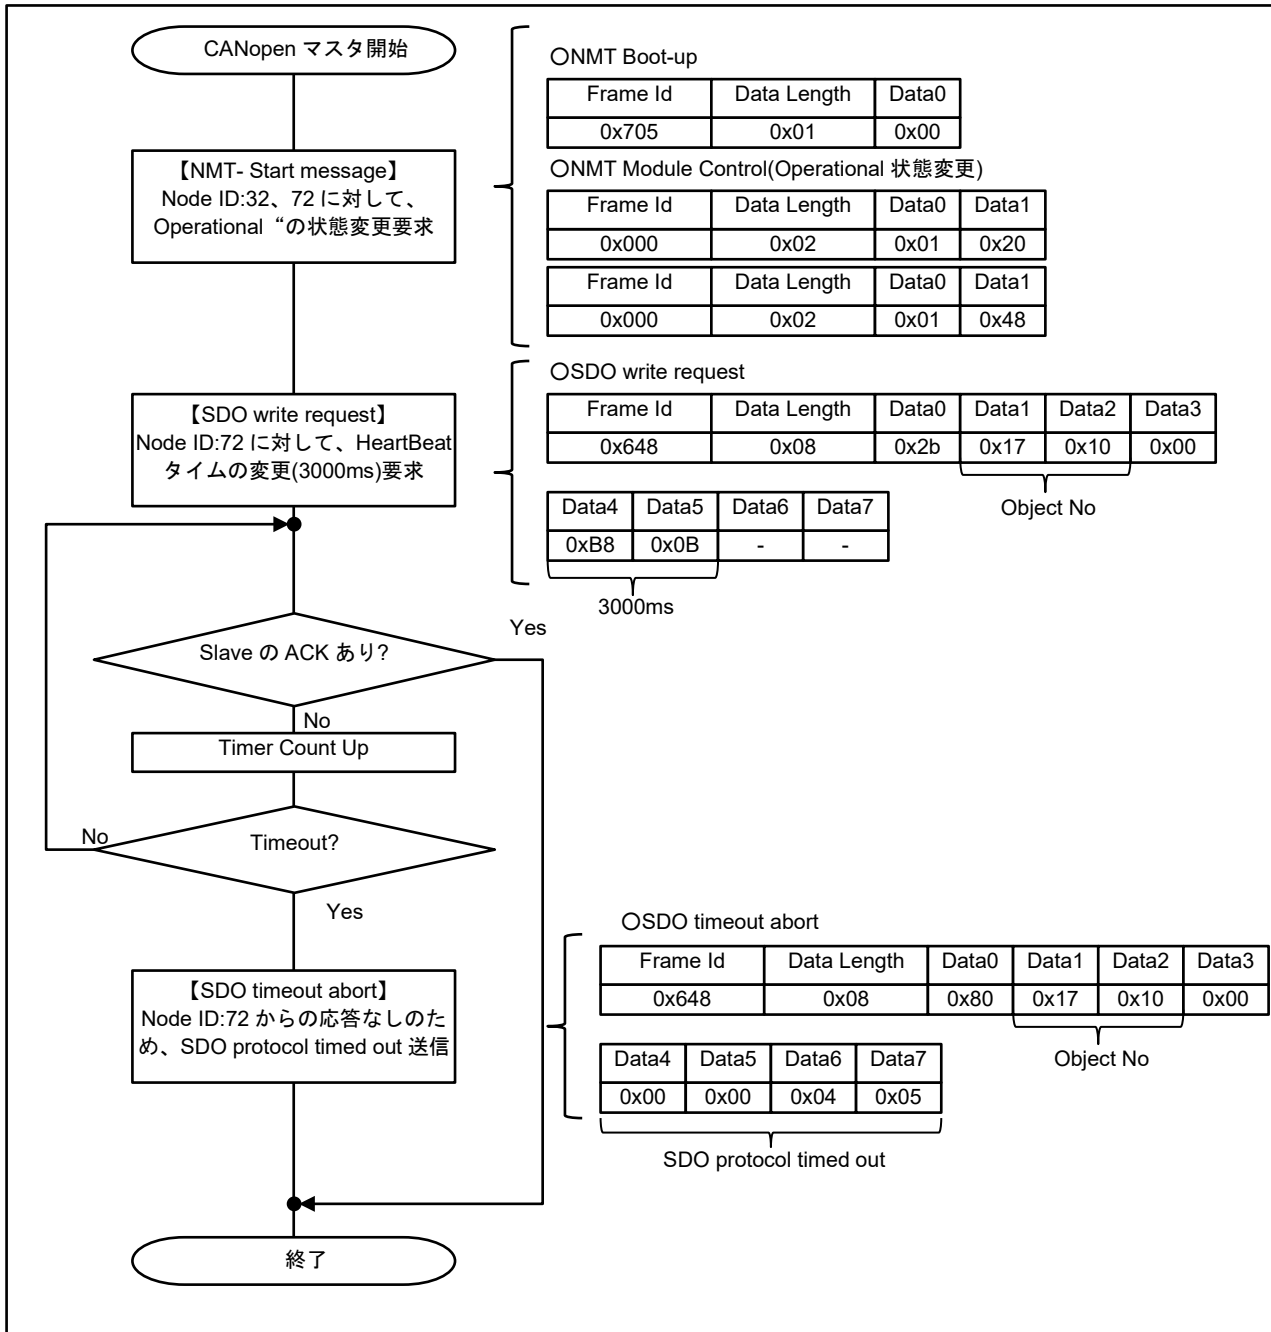 CANopen マスタ開始
【NMT- Start message】
Node ID:32、72 に対して、
Operational “の状態変更要求
【SDO write request】
Node ID:72 に対して、HeartBeat
タイムの変更(3000ms)要求
Slave の ACK あり?
Yes
No
Timer Count Up
Timeout?
No
Yes
【SDO timeout abort】
Node ID:72 からの応答なしのた
め、SDO protocol timed out 送信
終了
○NMT Boot-up
Frame Id Data Length Data0
0x705 0x01 0x00
○NMT Module Control(Operational 状態変更)
Frame Id Data Length Data0 Data1
0x000 0x02 0x01 0x20
Frame Id Data Length Data0 Data1
0x000 0x02 0x01 0x48
○SDO write request
Frame Id Data Length Data0 Data1 Data2 Data3
0x648 0x08 0x2b 0x17 0x10 0x00
Object No
Data4 Data5 Data6 Data7
0xB8 0x0B - -
3000ms
○SDO timeout abort
Frame Id Data Length Data0 Data1 Data2 Data3
0x648 0x08 0x80 0x17 0x10 0x00
Object No
Data4 Data5 Data6 Data7
0x00 0x00 0x04 0x05
SDO protocol timed out